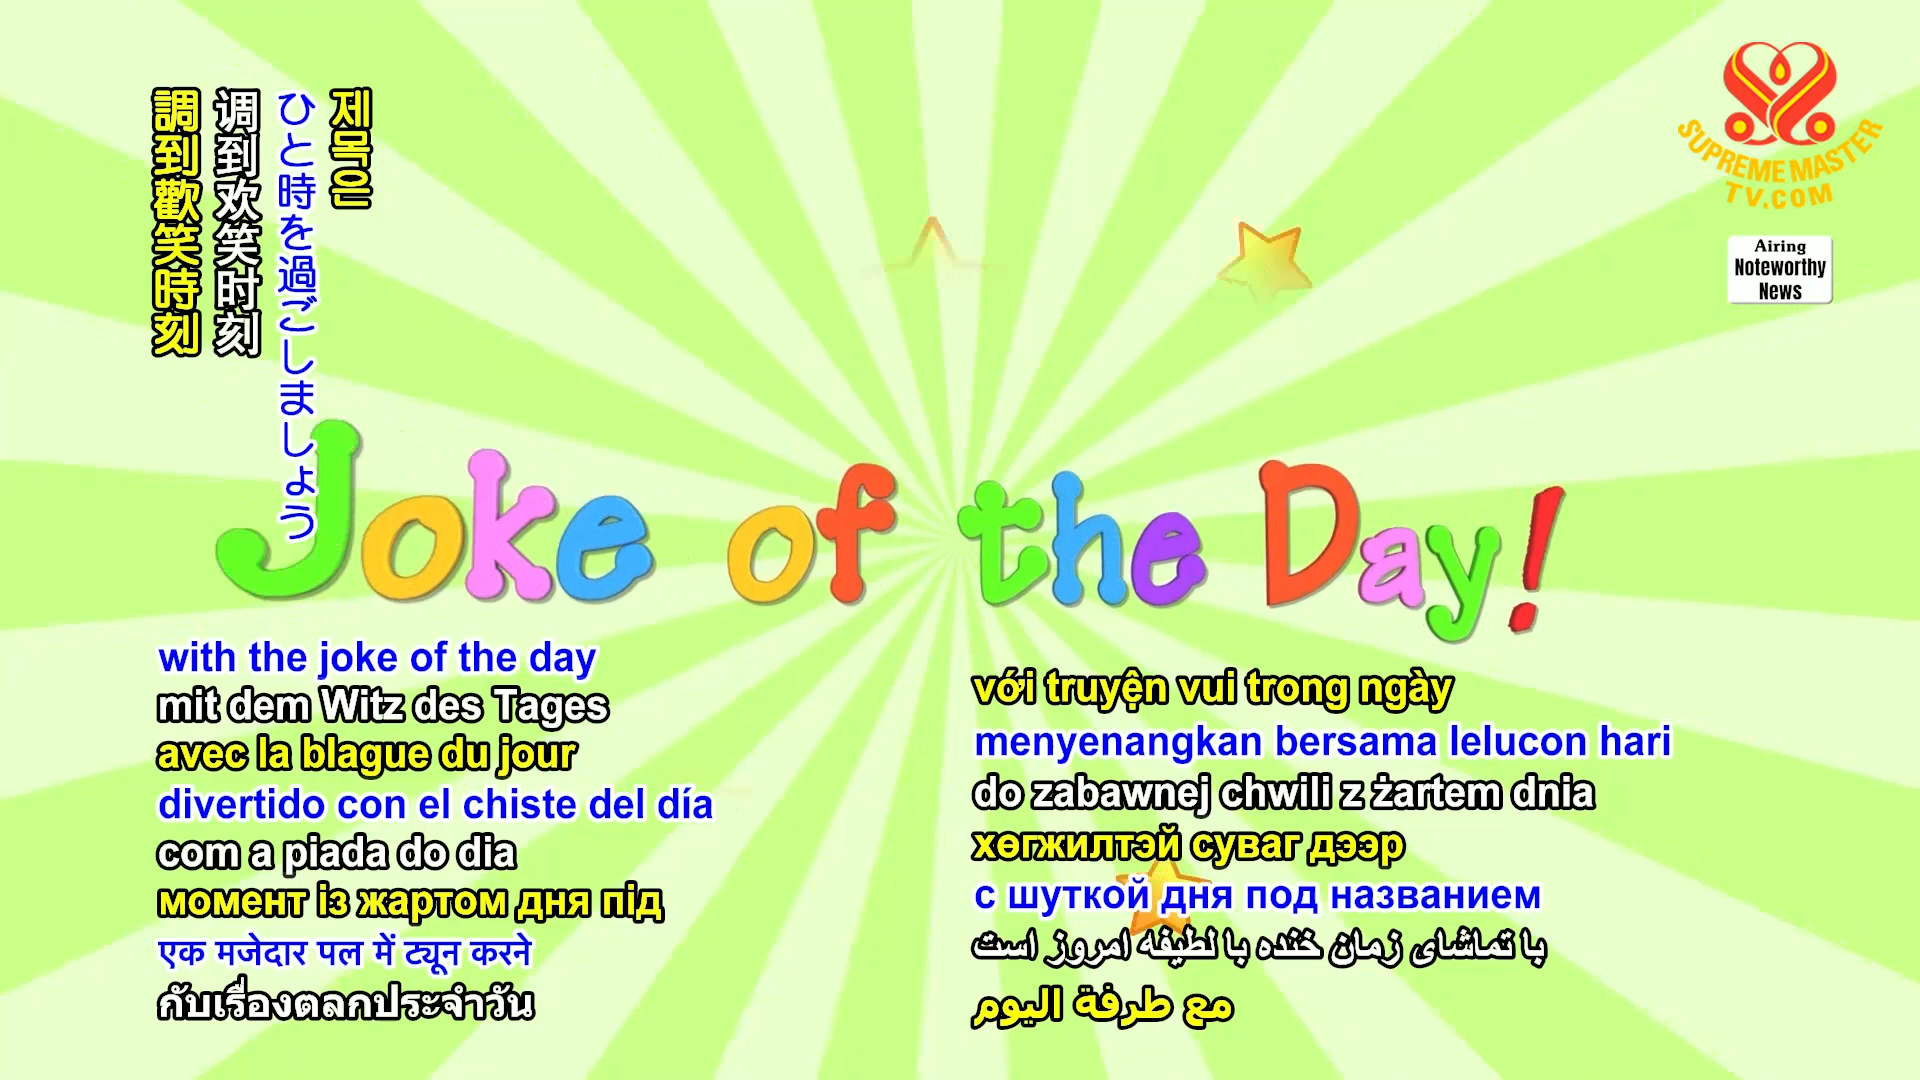 調到歡笑時刻
调到欢笑时刻
ひと時を過ごしましょう
제목은
SUPREME MASTER
TV.COM
Airing
Noteworthy
News
Joke of the Day!
with the joke of the day
mit dem Witz des Tages
avec la blague du jour
divertido con el chiste del día
com a piada do dia
момент із жартом дня під
एक मजेदार पल में ट्यून करने
กับเรื่องตลกประจำวัน
với truyện vui trong ngày
menyenangkan bersama lelucon hari
do zabawnej chwili z żartem dnia
хөгжилтэй суваг дээр
с шуткой дня под названием
با تماشای زمان خنده با لطیفه امروز است
مع طرفة اليوم